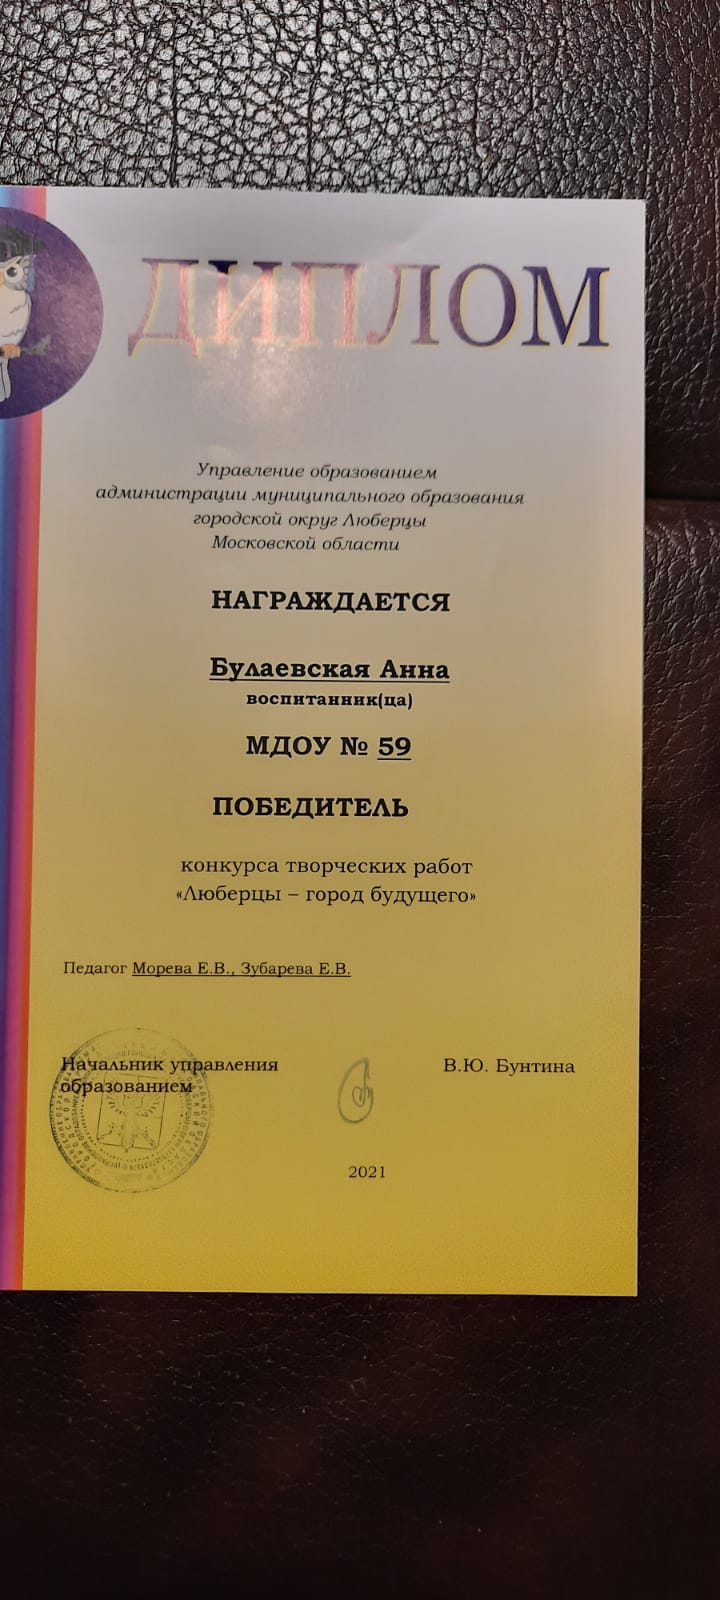 ДИПЛОМ
Управление образованием
администрации муниципального образования
городской округ Люберцы
Московской области
НАГРАЖДАЕТСЯ
Булаевская Анна
воспитанник(ца)
МДОУ № 59
ПОБЕДИТЕЛЬ
конкурса творческих работ
«Люберцы – город будущего»
Педагог Морева Е.В., Зубарева Е.В.
Начальник управления
образованием
В.Ю. Бунтина
2021